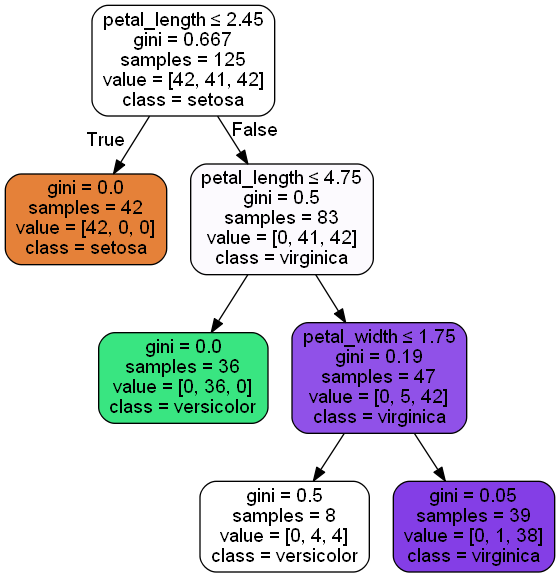 petal_length ≤ 2.45
gini = 0.667
samples = 125
value = [42, 41, 42]
class = setosa
True
False
gini = 0.0
samples = 42
value = [42, 0, 0]
class = setosa
petal_length ≤ 4.75
gini = 0.5
samples = 83
value = [0, 41, 42]
class = virginica
gini = 0.0
samples = 36
value = [0, 36, 0]
class = versicolor
petal_width ≤ 1.75
gini = 0.19
samples = 47
value = [0, 5, 42]
class = virginica
gini = 0.5
samples = 8
value = [0, 4, 4]
class = versicolor
gini = 0.05
samples = 39
value = [0, 1, 38]
class = virginica